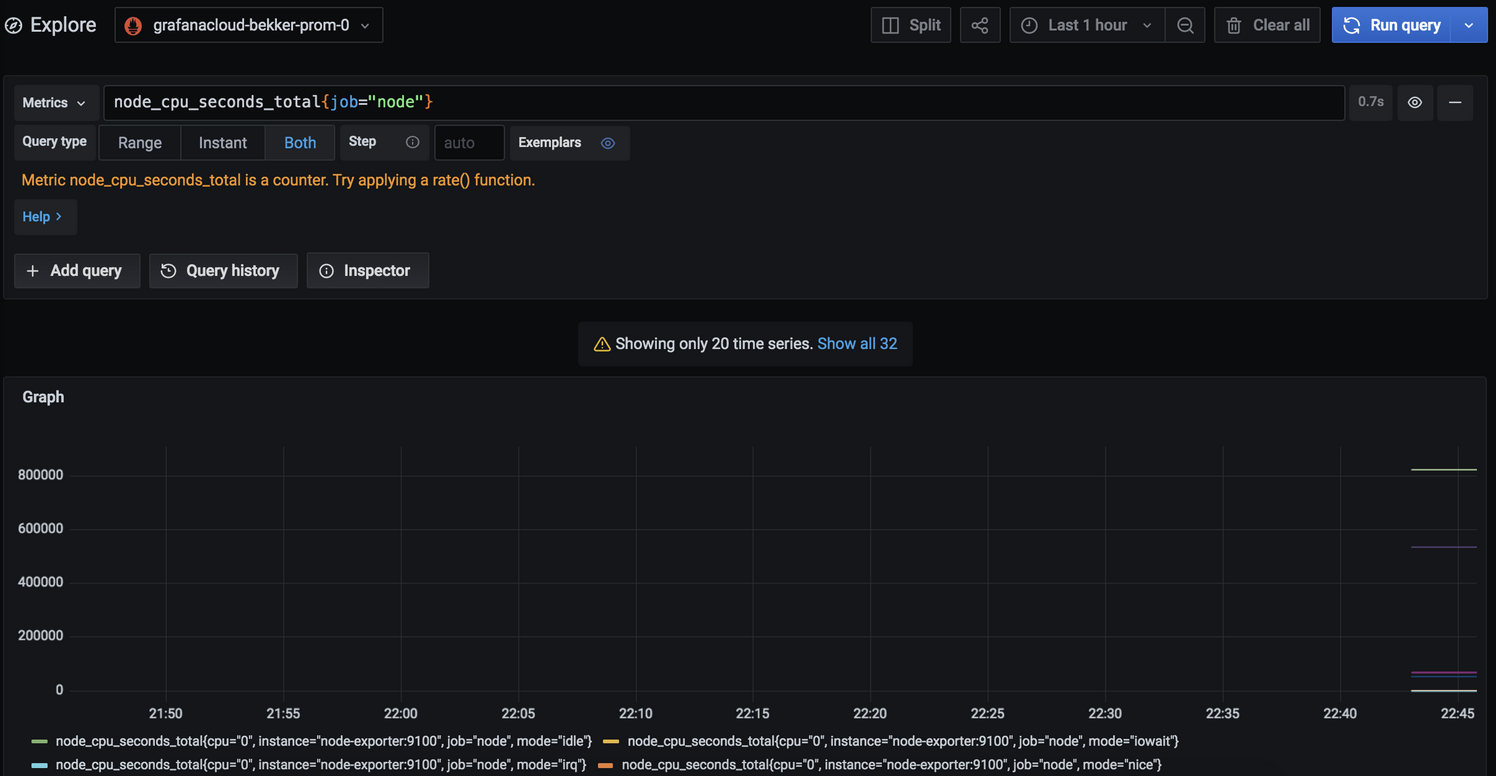 Explore grafanacloud-bekker-prom-0 Split Last 1 hour Clear all Run query
Metrics node_cpu_seconds_total{job="node"} 0.7s
Query type Range Instant Both Step auto Exemplars
Metric node_cpu_seconds_total is a counter. Try applying a rate() function.
Help
Add query Query history Inspector
Showing only 20 time series. Show all 32
Graph
800000
600000
400000
200000
0
21:50 21:55 22:00 22:05 22:10 22:15 22:20 22:25 22:30 22:35 22:40 22:45
node_cpu_seconds_total{cpu="0", instance="node-exporter:9100", job="node", mode="idle"} node_cpu_seconds_total{cpu="0", instance="node-exporter:9100", job="node", mode="iowait"}
node_cpu_seconds_total{cpu="0", instance="node-exporter:9100", job="node", mode="irq"} node_cpu_seconds_total{cpu="0", instance="node-exporter:9100", job="node", mode="nice"}